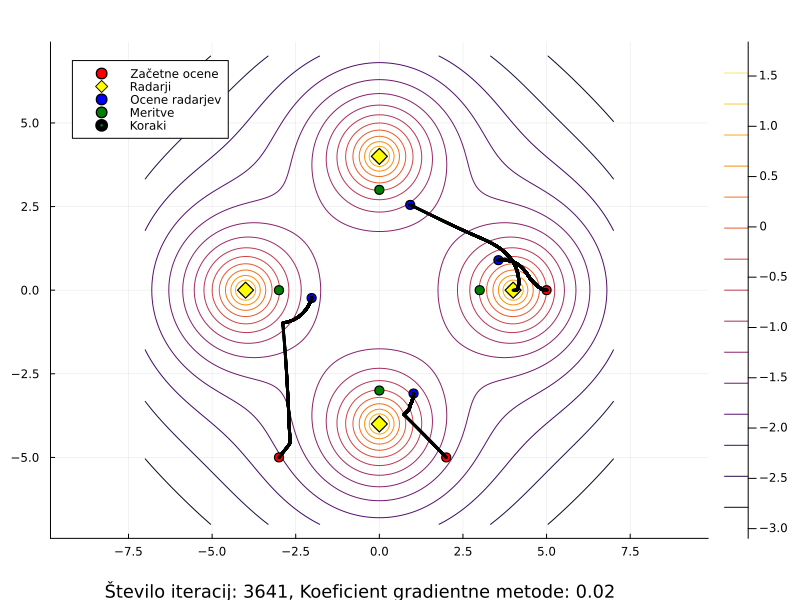 Začetne ocene
Radarji
Ocene radarjev
Meritve
Koraki
5.0
2.5
0.0
−2.5
−5.0
−7.5 −5.0 −2.5 0.0 2.5 5.0 7.5
1.5
1.0
0.5
0
−0.5
−1.0
−1.5
−2.0
−2.5
−3.0
Število iteracij: 3641, Koeficient gradientne metode: 0.02